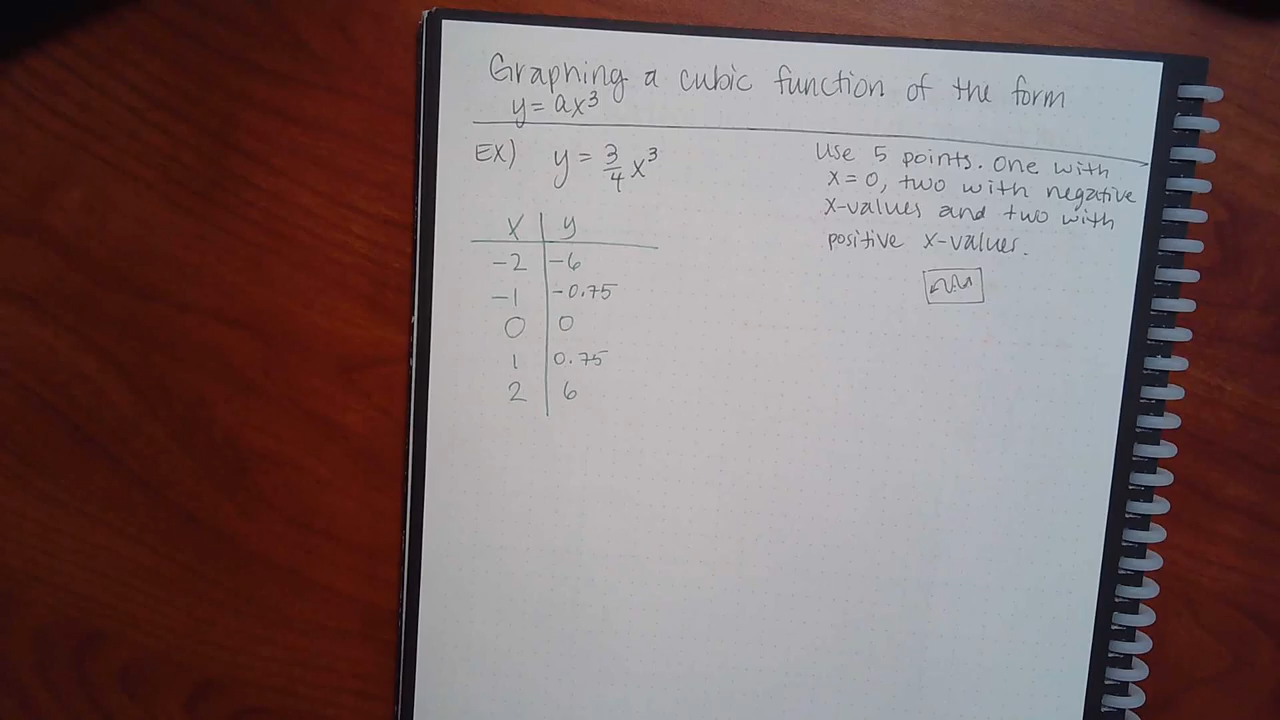 Graphing a cubic function of the form
y = ax³
EX) y = 3/4 x³
Use 5 points. One with
x = 0, two with negative
x-values and two with
positive x-values.
x | y
-2 | -6
-1 | -0.75
0 | 0
1 | 0.75
2 | 6